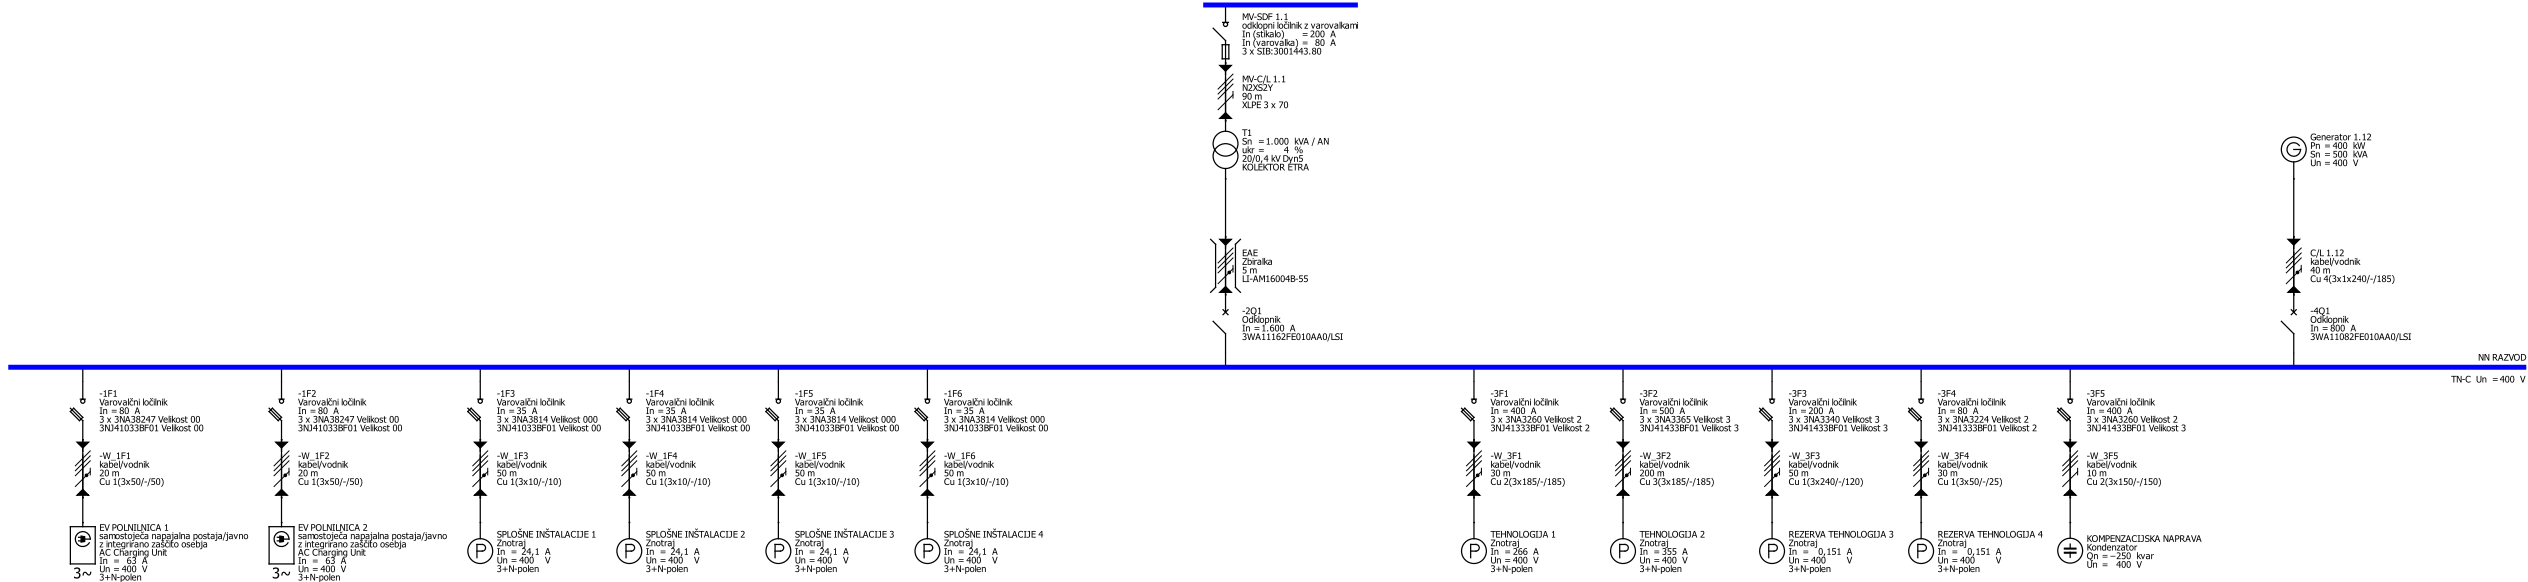 MV-SDF 1.1
odklopni ločilnik z varovalkami
In (stikalo) = 200 A
In (varovalka) = 80 A
3 x SIB:3001443.80
MV-C/L 1.1
N2XS2Y
90 m
XLPE 3 x 70
T1
Sn = 1.000 kVA / AN
ukr = 4 %
20/0,4 kV Dyn5
KOLEKTOR ETRA
Generator 1.12
Pn = 400 kW
Sn = 500 kVA
Un = 400 V
G
EAE
Zbiralka
5 m
LI-AM16004B-55
C/L 1.12
kabel/vodnik
40 m
Cu 4(3x1x240/-/185)
-2Q1
Odklopnik
In = 1.600 A
3WA11162FE010AA0/LSI
-4Q1
Odklopnik
In = 800 A
3WA11082FE010AA0/LSI
NN RAZVOD
TN-C Un = 400 V
-1F1
Varovalčni ločilnik
In = 80 A
3 x 3NA38247 Velikost 00
3NJ41033BF01 Velikost 00
-1F2
Varovalčni ločilnik
In = 80 A
3 x 3NA38247 Velikost 00
3NJ41033BF01 Velikost 00
-1F3
Varovalčni ločilnik
In = 35 A
3 x 3NA3814 Velikost 000
3NJ41033BF01 Velikost 00
-1F4
Varovalčni ločilnik
In = 35 A
3 x 3NA3814 Velikost 000
3NJ41033BF01 Velikost 00
-1F5
Varovalčni ločilnik
In = 35 A
3 x 3NA3814 Velikost 000
3NJ41033BF01 Velikost 00
-1F6
Varovalčni ločilnik
In = 35 A
3 x 3NA3814 Velikost 000
3NJ41033BF01 Velikost 00
-3F1
Varovalčni ločilnik
In = 400 A
3 x 3NA3260 Velikost 2
3NJ41333BF01 Velikost 2
-3F2
Varovalčni ločilnik
In = 500 A
3 x 3NA3365 Velikost 3
3NJ41433BF01 Velikost 3
-3F3
Varovalčni ločilnik
In = 200 A
3 x 3NA3340 Velikost 3
3NJ41433BF01 Velikost 3
-3F4
Varovalčni ločilnik
In = 80 A
3 x 3NA3224 Velikost 2
3NJ41333BF01 Velikost 2
-3F5
Varovalčni ločilnik
In = 400 A
3 x 3NA3260 Velikost 2
3NJ41433BF01 Velikost 3
-W_1F1
kabel/vodnik
20 m
Cu 1(3x50/-/50)
-W_1F2
kabel/vodnik
20 m
Cu 1(3x50/-/50)
-W_1F3
kabel/vodnik
50 m
Cu 1(3x10/-/10)
-W_1F4
kabel/vodnik
50 m
Cu 1(3x10/-/10)
-W_1F5
kabel/vodnik
50 m
Cu 1(3x10/-/10)
-W_1F6
kabel/vodnik
50 m
Cu 1(3x10/-/10)
-W_3F1
kabel/vodnik
30 m
Cu 2(3x185/-/185)
-W_3F2
kabel/vodnik
200 m
Cu 3(3x185/-/185)
-W_3F3
kabel/vodnik
50 m
Cu 1(3x240/-/120)
-W_3F4
kabel/vodnik
30 m
Cu 1(3x50/-/25)
-W_3F5
kabel/vodnik
10 m
Cu 2(3x150/-/150)
EV POLNILNICA 1
samostoječa napajalna postaja/javno
z integrirano zaščito osebja
AC Charging Unit
In = 63 A
Un = 400 V
3+N-polen
3~
EV POLNILNICA 2
samostoječa napajalna postaja/javno
z integrirano zaščito osebja
AC Charging Unit
In = 63 A
Un = 400 V
3+N-polen
3~
P
SPLOŠNE INŠTALACIJE 1
Znotraj
In = 24,1 A
Un = 400 V
3+N-polen
P
SPLOŠNE INŠTALACIJE 2
Znotraj
In = 24,1 A
Un = 400 V
3+N-polen
P
SPLOŠNE INŠTALACIJE 3
Znotraj
In = 24,1 A
Un = 400 V
3+N-polen
P
SPLOŠNE INŠTALACIJE 4
Znotraj
In = 24,1 A
Un = 400 V
3+N-polen
P
TEHNOLOGIJA 1
Znotraj
In = 266 A
Un = 400 V
3+N-polen
P
TEHNOLOGIJA 2
Znotraj
In = 355 A
Un = 400 V
3+N-polen
P
REZERVA TEHNOLOGIJA 3
Znotraj
In = 0,151 A
Un = 400 V
3+N-polen
P
REZERVA TEHNOLOGIJA 4
Znotraj
In = 0,151 A
Un = 400 V
3+N-polen
KOMPENZACIJSKA NAPRAVA
Kondenzator
Qn = -250 kvar
Un = 400 V